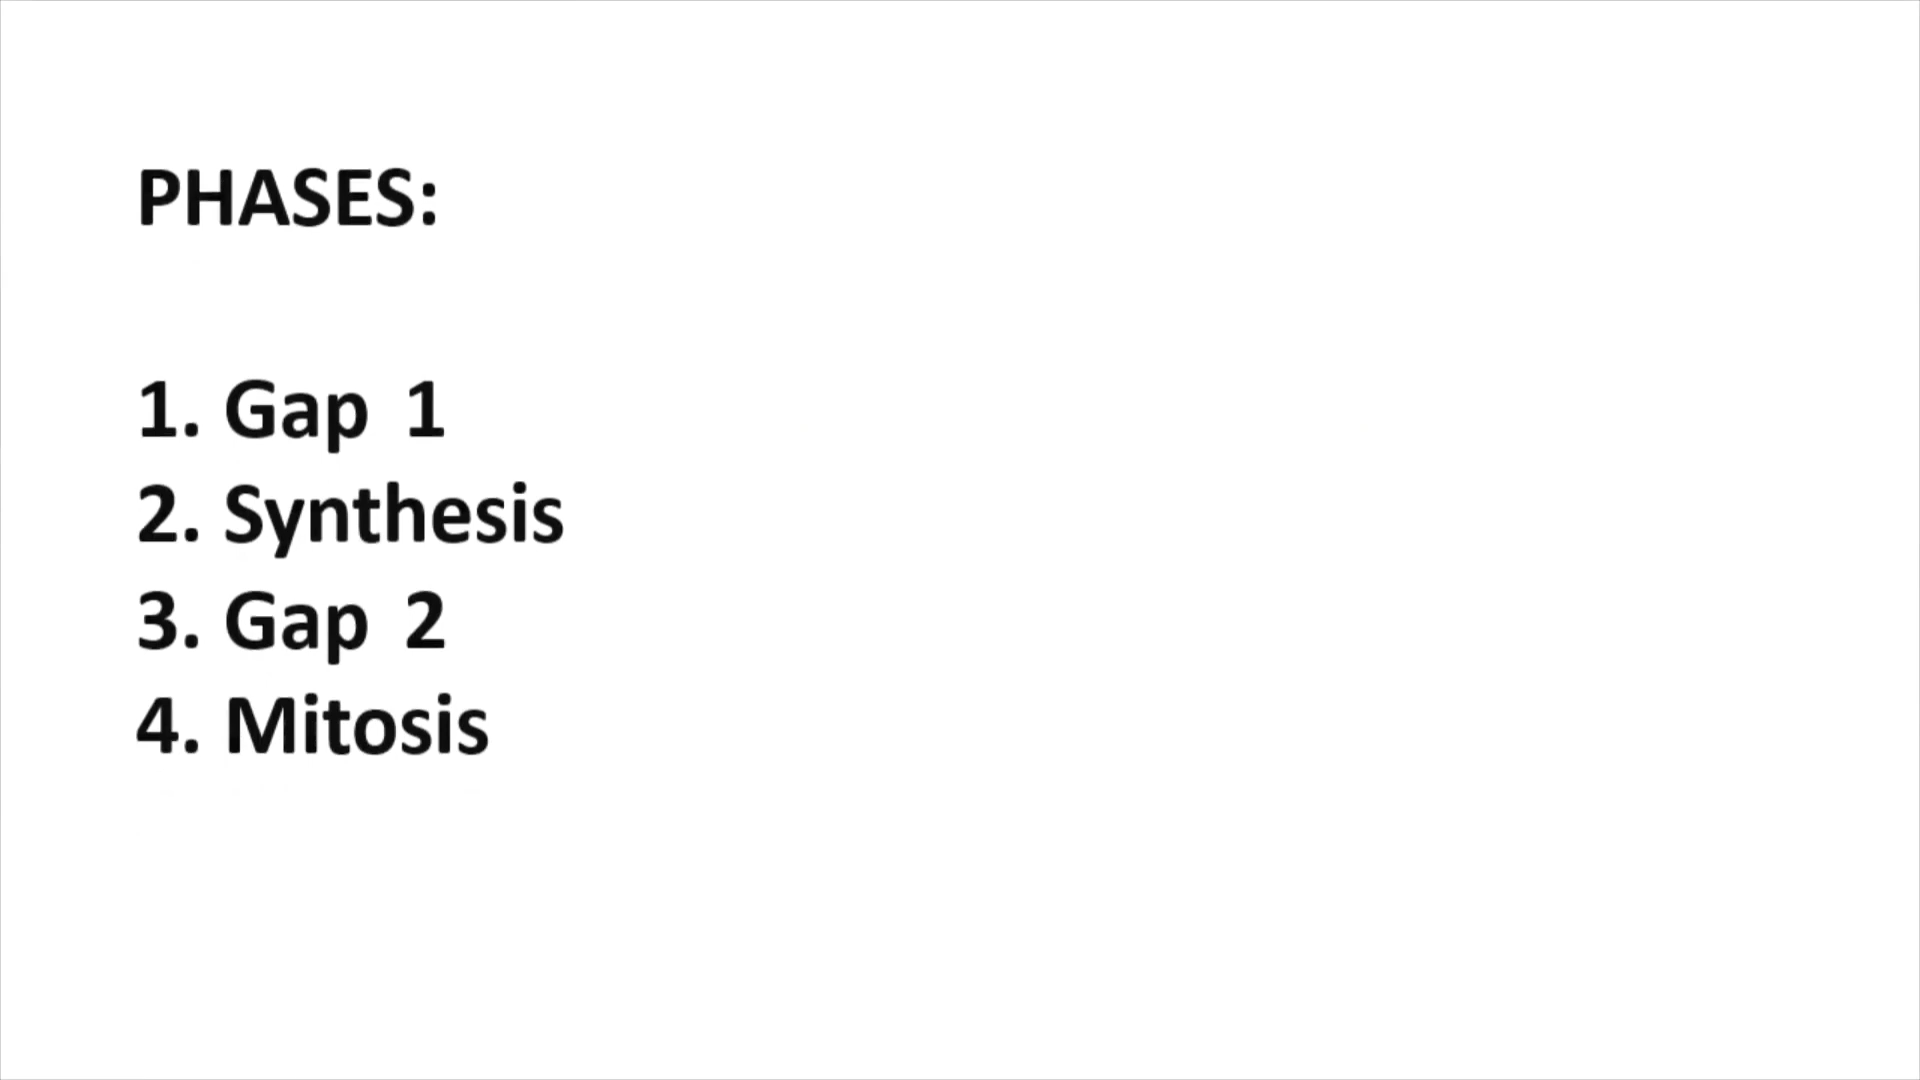 PHASES:
1. Gap 1
2. Synthesis
3. Gap 2
4. Mitosis